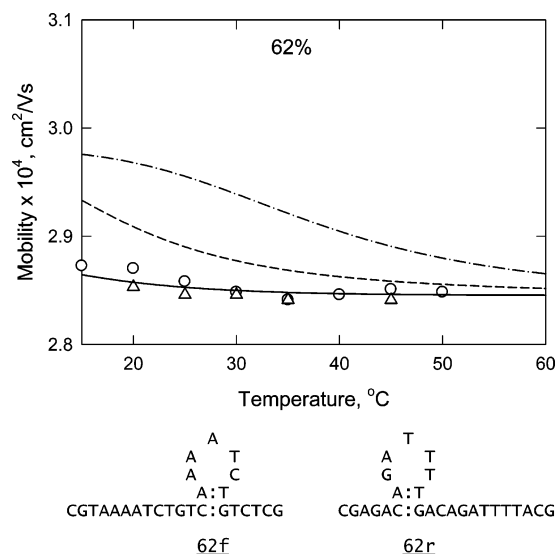 3.1
62%
3.0
Mobility x 10⁴, cm²/Vs
2.9
2.8
20 30 40 50 60
Temperature, °C
A T
A T A T
A C G T
A:T A:T
CGTAAAATCTGTC:GTCTCG CGAGAC:GACAGATTTTACG
62f 62r